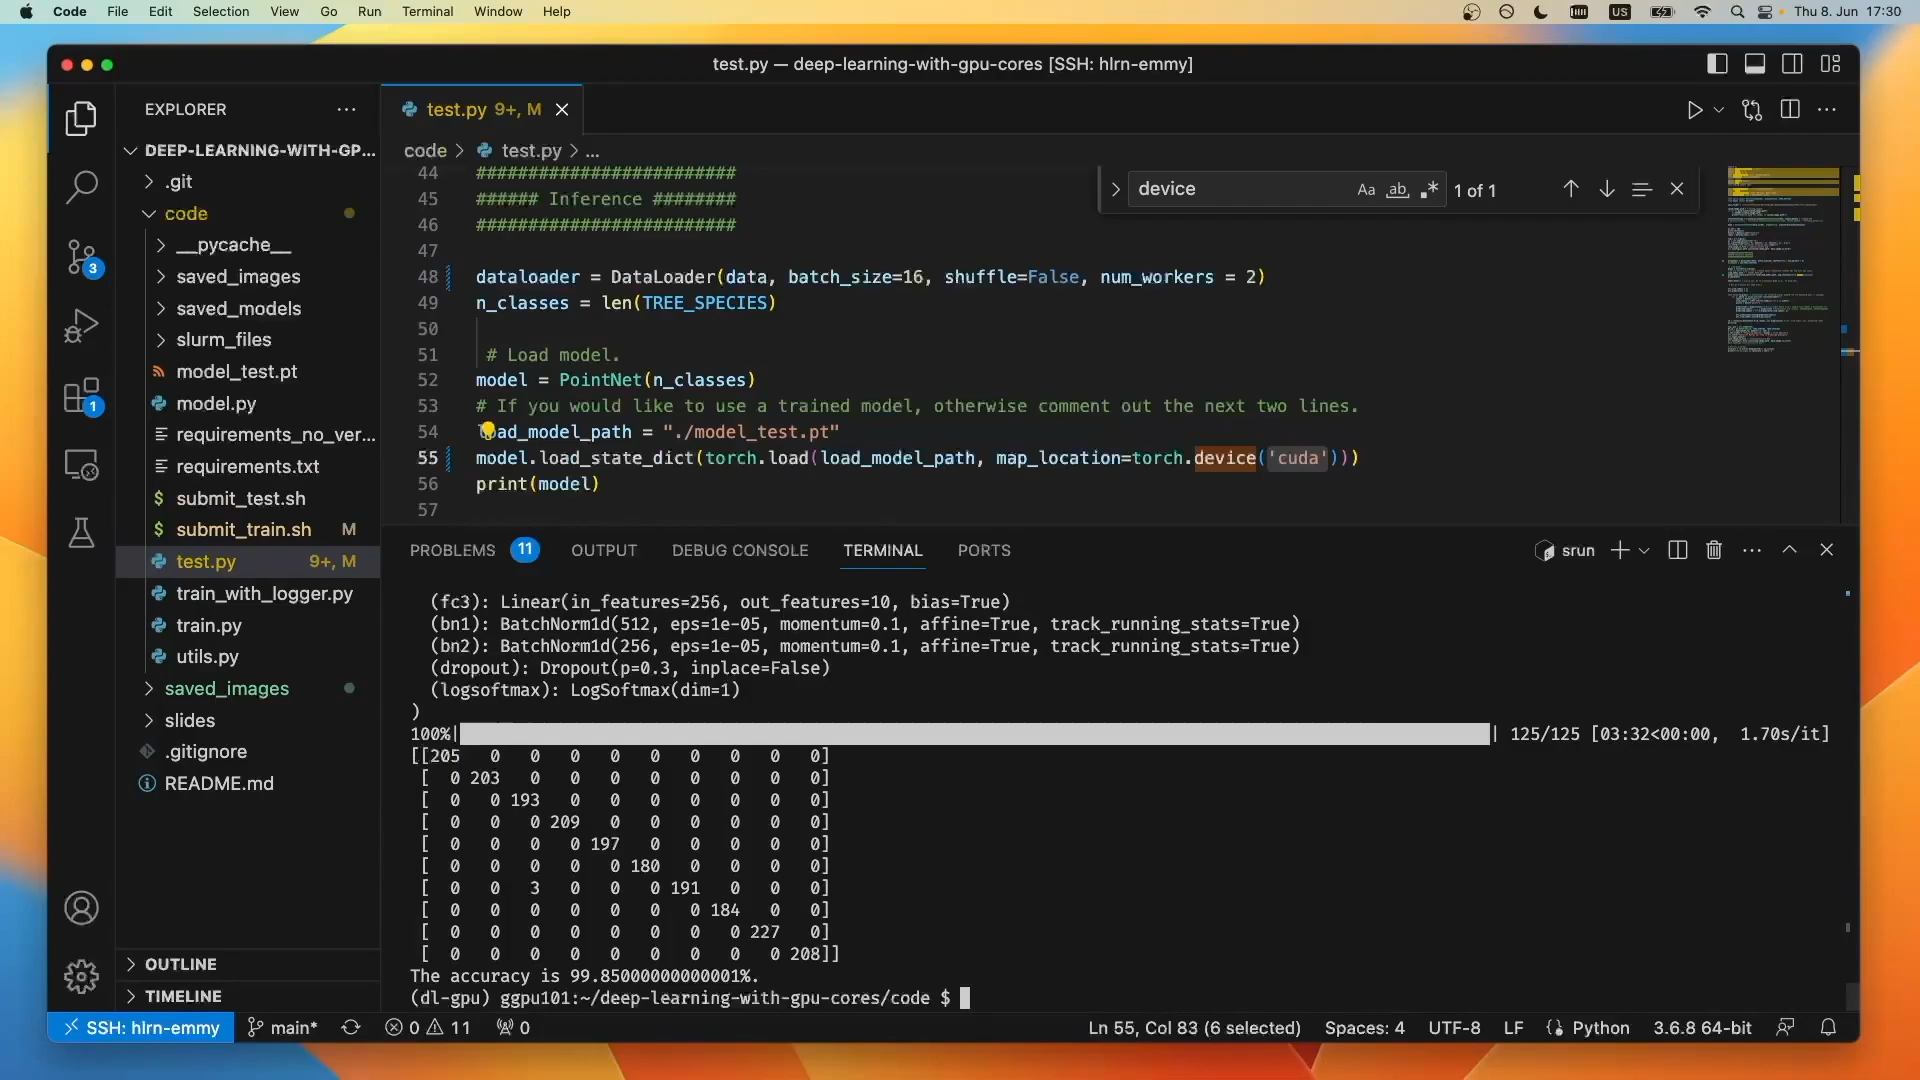 Code File Edit Selection View Go Run Terminal Window Help US Thu 8. Jun 17:30
test.py — deep-learning-with-gpu-cores [SSH: hlrn-emmy]
EXPLORER
DEEP-LEARNING-WITH-GP...
.git
code
__pycache__
saved_images
saved_models
slurm_files
model_test.pt
model.py
requirements_no_ver...
requirements.txt
submit_test.sh
submit_train.sh M
test.py 9+, M
train_with_logger.py
train.py
utils.py
saved_images
slides
.gitignore
README.md
OUTLINE
TIMELINE
3
1
test.py 9+, M
code > test.py > ...
device Aa ab .* 1 of 1
44 #########################
45 ###### Inference ########
46 #########################
47
48 dataloader = DataLoader(data, batch_size=16, shuffle=False, num_workers = 2)
49 n_classes = len(TREE_SPECIES)
50
51 # Load model.
52 model = PointNet(n_classes)
53 # If you would like to use a trained model, otherwise comment out the next two lines.
54 load_model_path = "./model_test.pt"
55 model.load_state_dict(torch.load(load_model_path, map_location=torch.device('cuda')))
56 print(model)
57
PROBLEMS 11 OUTPUT DEBUG CONSOLE TERMINAL PORTS srun
(fc3): Linear(in_features=256, out_features=10, bias=True)
(bn1): BatchNorm1d(512, eps=1e-05, momentum=0.1, affine=True, track_running_stats=True)
(bn2): BatchNorm1d(256, eps=1e-05, momentum=0.1, affine=True, track_running_stats=True)
(dropout): Dropout(p=0.3, inplace=False)
(logsoftmax): LogSoftmax(dim=1)
)
100%| | 125/125 [03:32<00:00, 1.70s/it]
[[205 0 0 0 0 0 0 0 0 0]
[ 0 203 0 0 0 0 0 0 0 0]
[ 0 0 193 0 0 0 0 0 0 0]
[ 0 0 0 209 0 0 0 0 0 0]
[ 0 0 0 0 197 0 0 0 0 0]
[ 0 0 0 0 0 180 0 0 0 0]
[ 0 0 3 0 0 0 191 0 0 0]
[ 0 0 0 0 0 0 0 184 0 0]
[ 0 0 0 0 0 0 0 0 227 0]
[ 0 0 0 0 0 0 0 0 0 208]]
The accuracy is 99.85000000000001%.
(dl-gpu) ggpu101:~/deep-learning-with-gpu-cores/code $
SSH: hlrn-emmy main* 0 11 0 Ln 55, Col 83 (6 selected) Spaces: 4 UTF-8 LF Python 3.6.8 64-bit